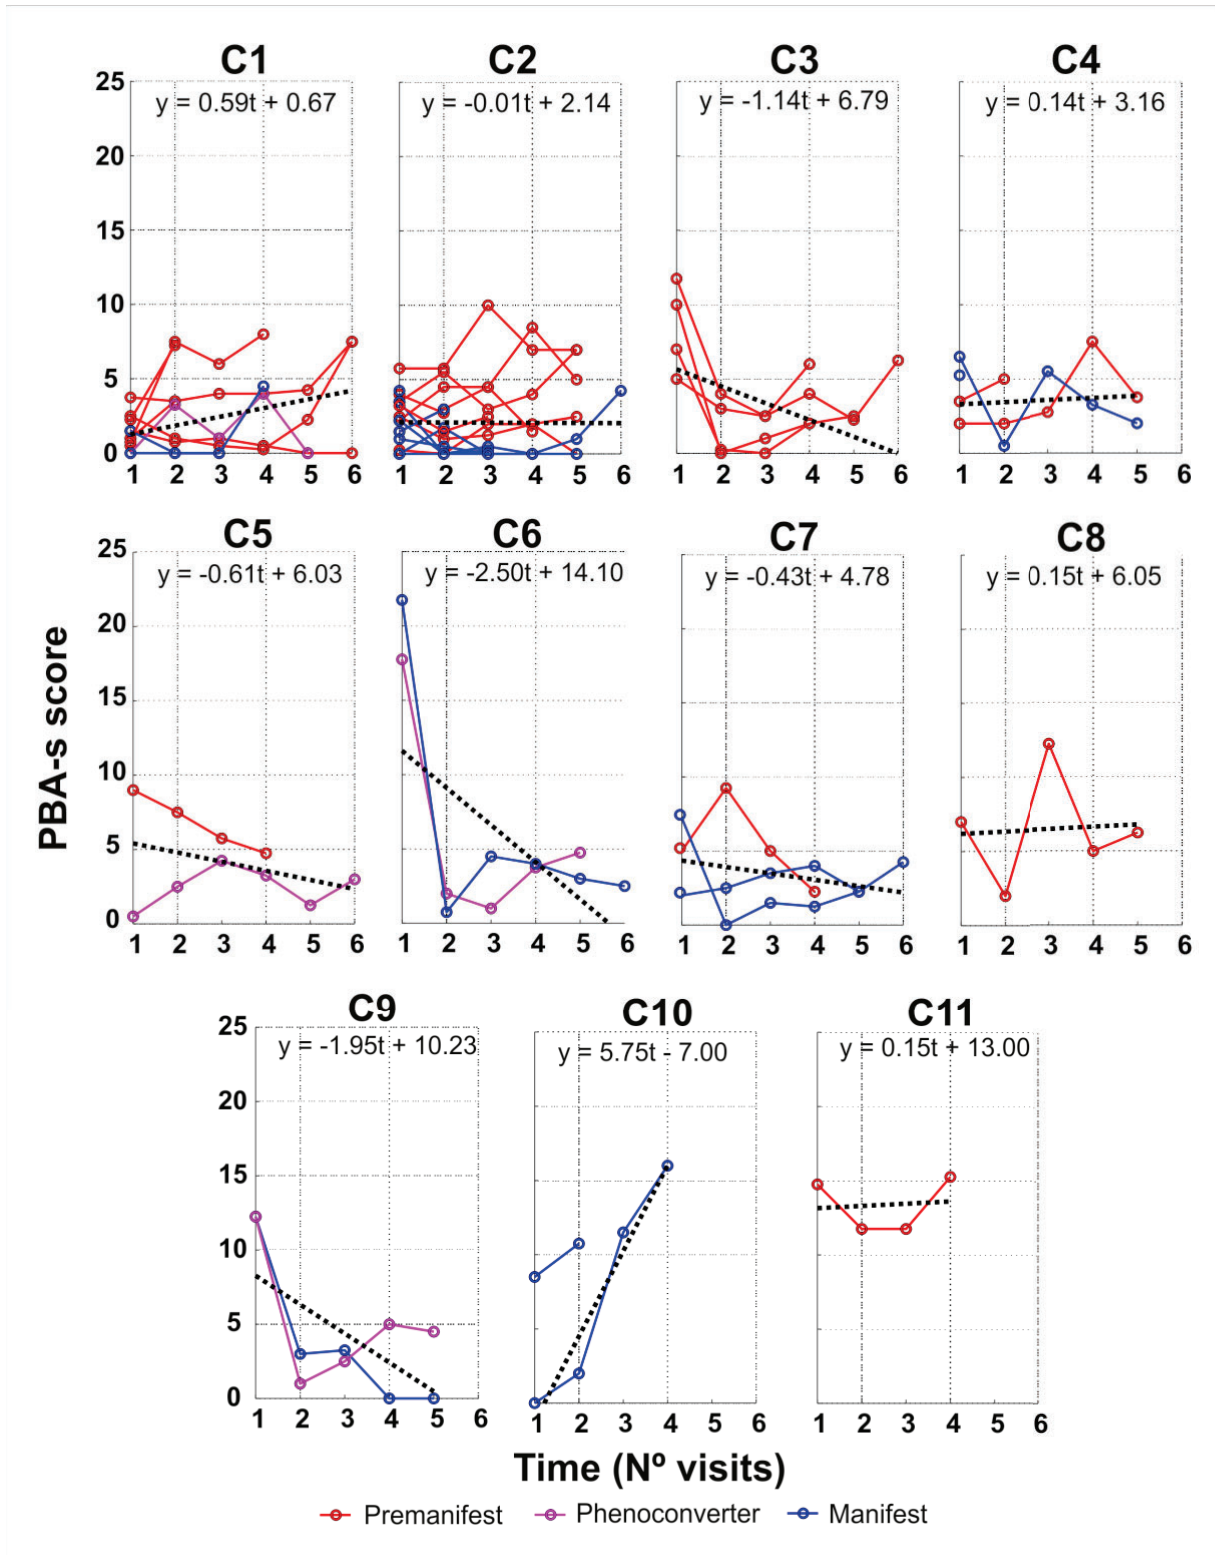 C1 C2 C3 C4
y = 0.59t + 0.67 y = -0.01t + 2.14 y = -1.14t + 6.79 y = 0.14t + 3.16
25
20
15
10
5
0
1 2 3 4 5 6 1 2 3 4 5 6 1 2 3 4 5 6 1 2 3 4 5 6
C5 C6 C7 C8
y = -0.61t + 6.03 y = -2.50t + 14.10 y = -0.43t + 4.78 y = 0.15t + 6.05
25
20
15
10
5
0
1 2 3 4 5 6 1 2 3 4 5 6 1 2 3 4 5 6 1 2 3 4 5 6
PBA-s score
C9 C10 C11
y = -1.95t + 10.23 y = 5.75t - 7.00 y = 0.15t + 13.00
25
20
15
10
5
0
1 2 3 4 5 6 1 2 3 4 5 6 1 2 3 4 5 6
Time (Nº visits)
Premanifest Phenoconverter Manifest